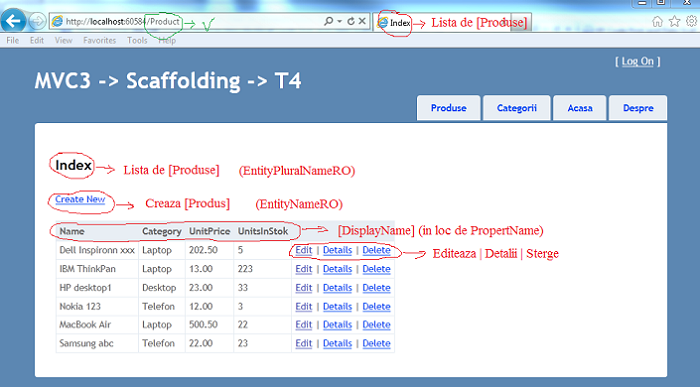 http://localhost:60584/Product
Index
Lista de [Produse]
File Edit View Favorites Tools Help
[ Log On ]
MVC3 -> Scaffolding -> T4
Produse Categorii Acasa Despre
Index Lista de [Produse] (EntityPluralNameRO)
Create New Creaza [Produs] (EntityNameRO)
Name Category UnitPrice UnitsInStok [DisplayName] (in loc de PropertName)
Dell Inspironn xxx Laptop 202.50 5 Edit | Details | Delete Editeaza | Detalii | Sterge
IBM ThinkPan Laptop 13.00 223 Edit | Details | Delete
HP desktop1 Desktop 23.00 33 Edit | Details | Delete
Nokia 123 Telefon 12.00 3 Edit | Details | Delete
MacBook Air Laptop 500.50 22 Edit | Details | Delete
Samsung abc Telefon 22.00 23 Edit | Details | Delete